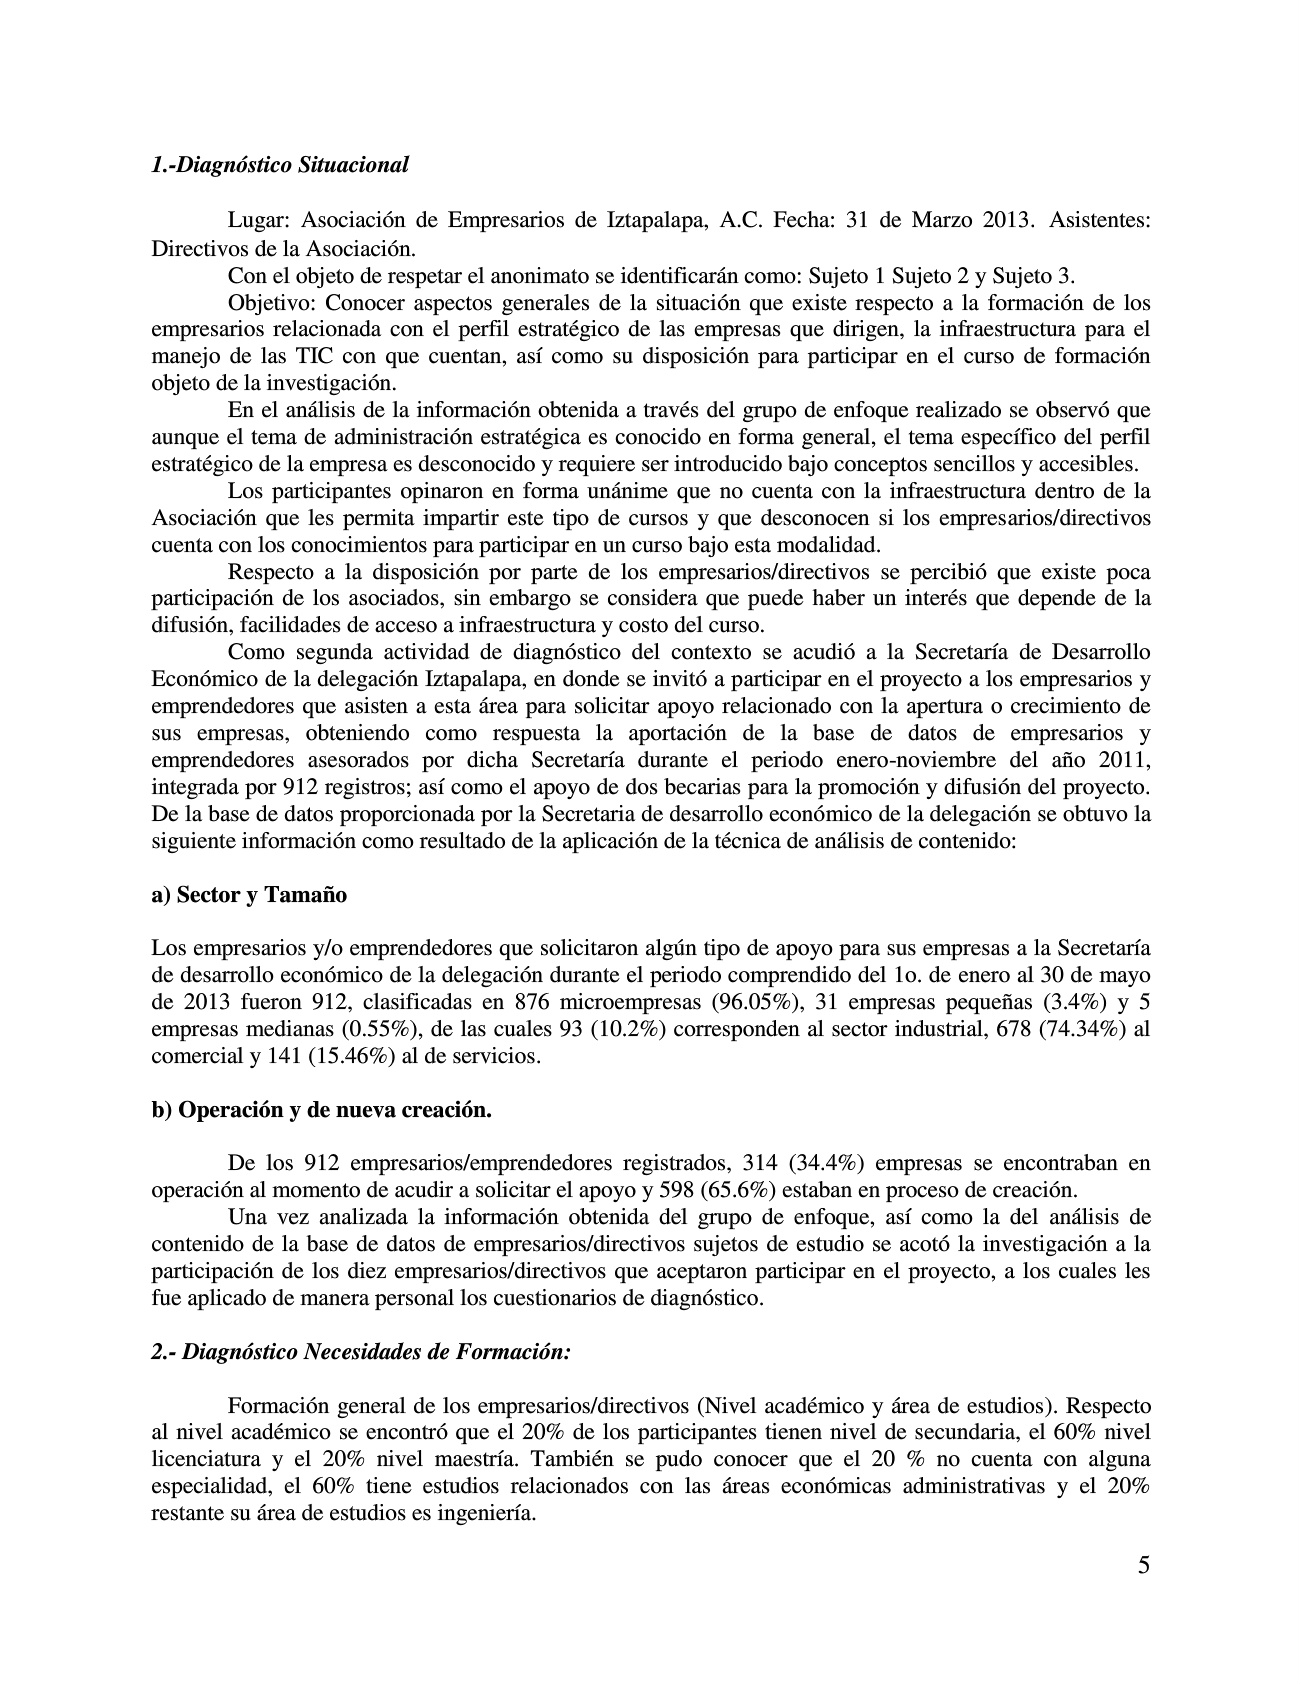 1.-Diagnóstico Situacional
Lugar: Asociación de Empresarios de Iztapalapa, A.C. Fecha: 31 de Marzo 2013. Asistentes:
Directivos de la Asociación.
Con el objeto de respetar el anonimato se identificarán como: Sujeto 1 Sujeto 2 y Sujeto 3.
Objetivo: Conocer aspectos generales de la situación que existe respecto a la formación de los
empresarios relacionada con el perfil estratégico de las empresas que dirigen, la infraestructura para el
manejo de las TIC con que cuentan, así como su disposición para participar en el curso de formación
objeto de la investigación.
En el análisis de la información obtenida a través del grupo de enfoque realizado se observó que
aunque el tema de administración estratégica es conocido en forma general, el tema específico del perfil
estratégico de la empresa es desconocido y requiere ser introducido bajo conceptos sencillos y accesibles.
Los participantes opinaron en forma unánime que no cuenta con la infraestructura dentro de la
Asociación que les permita impartir este tipo de cursos y que desconocen si los empresarios/directivos
cuenta con los conocimientos para participar en un curso bajo esta modalidad.
Respecto a la disposición por parte de los empresarios/directivos se percibió que existe poca
participación de los asociados, sin embargo se considera que puede haber un interés que depende de la
difusión, facilidades de acceso a infraestructura y costo del curso.
Como segunda actividad de diagnóstico del contexto se acudió a la Secretaría de Desarrollo
Económico de la delegación Iztapalapa, en donde se invitó a participar en el proyecto a los empresarios y
emprendedores que asisten a esta área para solicitar apoyo relacionado con la apertura o crecimiento de
sus empresas, obteniendo como respuesta la aportación de la base de datos de empresarios y
emprendedores asesorados por dicha Secretaría durante el periodo enero-noviembre del año 2011,
integrada por 912 registros; así como el apoyo de dos becarias para la promoción y difusión del proyecto.
De la base de datos proporcionada por la Secretaria de desarrollo económico de la delegación se obtuvo la
siguiente información como resultado de la aplicación de la técnica de análisis de contenido:
a) Sector y Tamaño
Los empresarios y/o emprendedores que solicitaron algún tipo de apoyo para sus empresas a la Secretaría
de desarrollo económico de la delegación durante el periodo comprendido del 1o. de enero al 30 de mayo
de 2013 fueron 912, clasificadas en 876 microempresas (96.05%), 31 empresas pequeñas (3.4%) y 5
empresas medianas (0.55%), de las cuales 93 (10.2%) corresponden al sector industrial, 678 (74.34%) al
comercial y 141 (15.46%) al de servicios.
b) Operación y de nueva creación.
De los 912 empresarios/emprendedores registrados, 314 (34.4%) empresas se encontraban en
operación al momento de acudir a solicitar el apoyo y 598 (65.6%) estaban en proceso de creación.
Una vez analizada la información obtenida del grupo de enfoque, así como la del análisis de
contenido de la base de datos de empresarios/directivos sujetos de estudio se acotó la investigación a la
participación de los diez empresarios/directivos que aceptaron participar en el proyecto, a los cuales les
fue aplicado de manera personal los cuestionarios de diagnóstico.
2.- Diagnóstico Necesidades de Formación:
Formación general de los empresarios/directivos (Nivel académico y área de estudios). Respecto
al nivel académico se encontró que el 20% de los participantes tienen nivel de secundaria, el 60% nivel
licenciatura y el 20% nivel maestría. También se pudo conocer que el 20 % no cuenta con alguna
especialidad, el 60% tiene estudios relacionados con las áreas económicas administrativas y el 20%
restante su área de estudios es ingeniería.
5